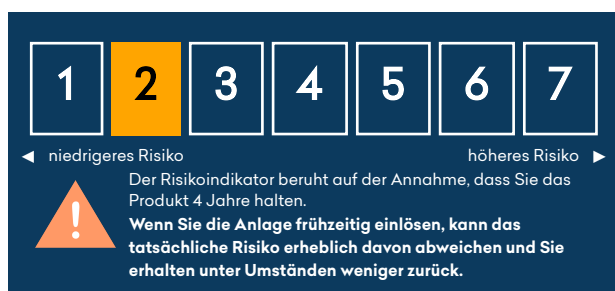 1 2 3 4 5 6 7
◄ niedrigeres Risiko höheres Risiko ►
Der Risikoindikator beruht auf der Annahme, dass Sie das
Produkt 4 Jahre halten.
Wenn Sie die Anlage frühzeitig einlösen, kann das
tatsächliche Risiko erheblich davon abweichen und Sie
erhalten unter Umständen weniger zurück.